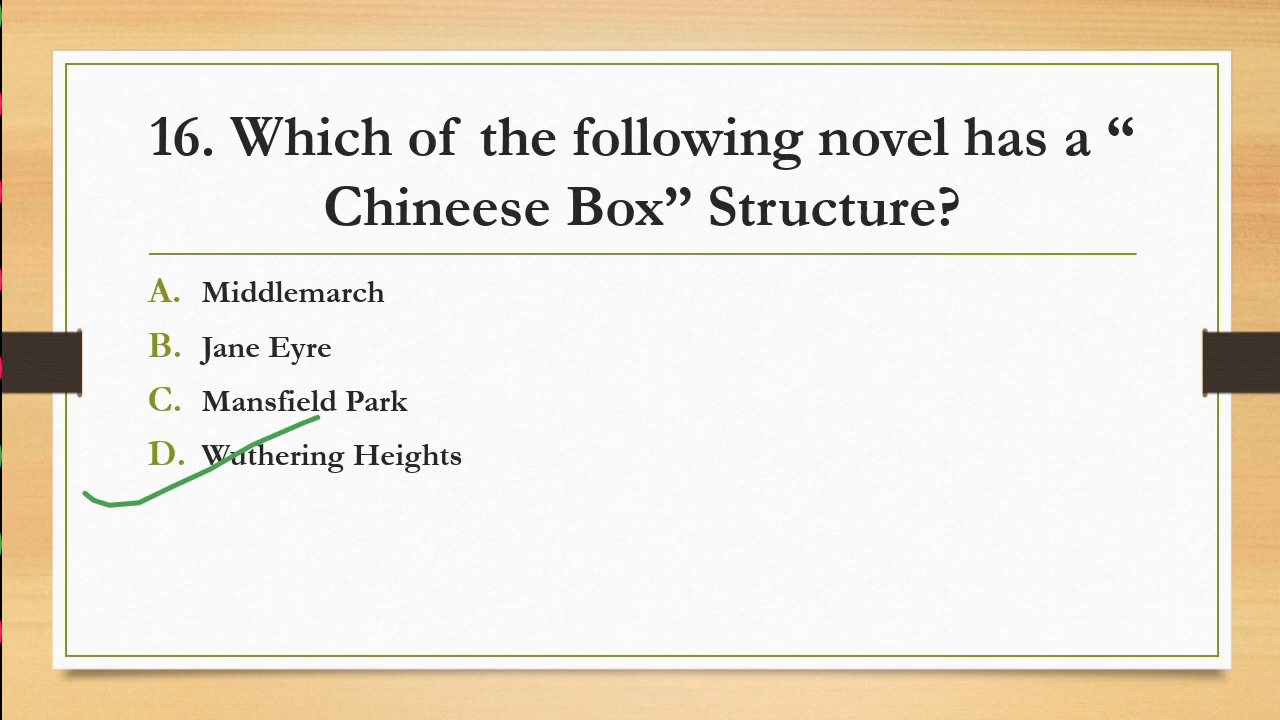 16. Which of the following novel has a “
Chineese Box” Structure?
A. Middlemarch
B. Jane Eyre
C. Mansfield Park
D. Wuthering Heights